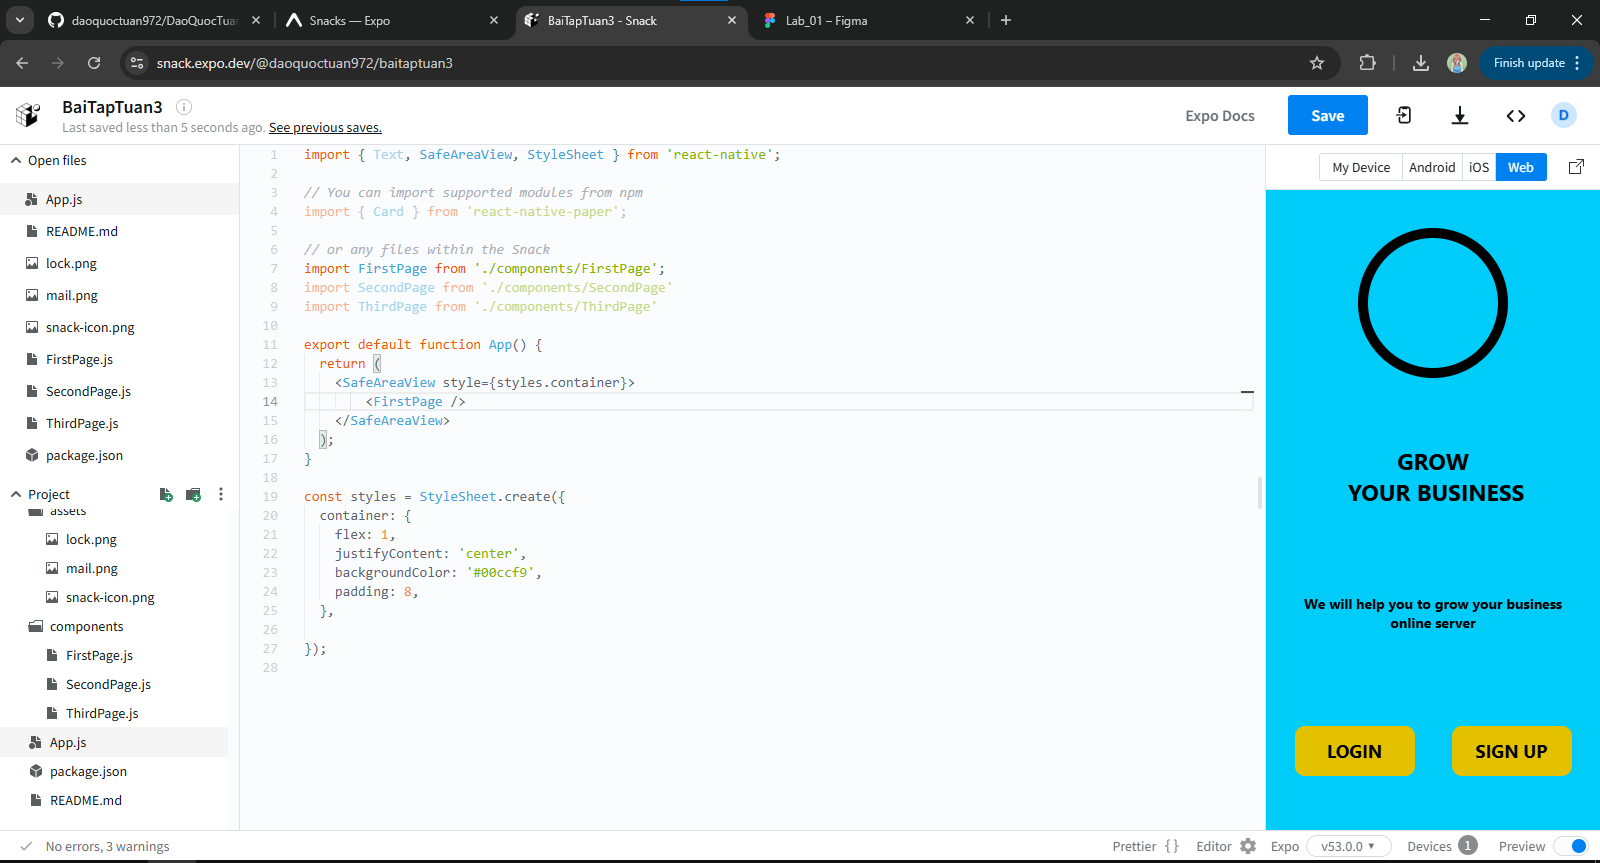 daoquoctuan972/DaoQuocTuan
Snacks — Expo
BaiTapTuan3 - Snack
Lab_01 – Figma
snack.expo.dev/@daoquoctuan972/baitaptuan3
Finish update
BaiTapTuan3
Last saved less than 5 seconds ago. See previous saves.
Expo Docs
Save
D
Open files
App.js
README.md
lock.png
mail.png
snack-icon.png
FirstPage.js
SecondPage.js
ThirdPage.js
package.json
Project
assets
lock.png
mail.png
snack-icon.png
components
FirstPage.js
SecondPage.js
ThirdPage.js
App.js
package.json
README.md
1 import { Text, SafeAreaView, StyleSheet } from 'react-native';
2
3 // You can import supported modules from npm
4 import { Card } from 'react-native-paper';
5
6 // or any files within the Snack
7 import FirstPage from './components/FirstPage';
8 import SecondPage from './components/SecondPage'
9 import ThirdPage from './components/ThirdPage'
10
11 export default function App() {
12 return (
13 <SafeAreaView style={styles.container}>
14 <FirstPage />
15 </SafeAreaView>
16 );
17 }
18
19 const styles = StyleSheet.create({
20 container: {
21 flex: 1,
22 justifyContent: 'center',
23 backgroundColor: '#00ccf9',
24 padding: 8,
25 },
26
27 });
28
My Device
Android
iOS
Web
GROW
YOUR BUSINESS
We will help you to grow your business
online server
LOGIN
SIGN UP
No errors, 3 warnings
Prettier { }
Editor
Expo
v53.0.0
Devices 1
Preview